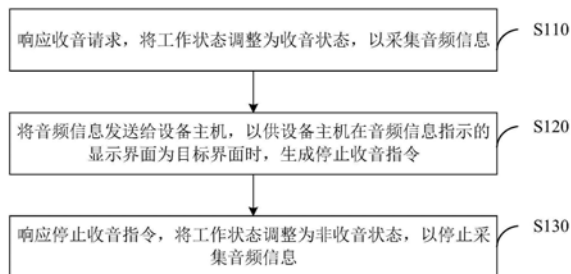 响应收音请求，将工作状态调整为收音状态，以采集音频信息
S110
将音频信息发送给设备主机，以供设备主机在音频信息指示的
显示界面为目标界面时，生成停止收音指令
S120
响应停止收音指令，将工作状态调整为非收音状态，以停止采
集音频信息
S130